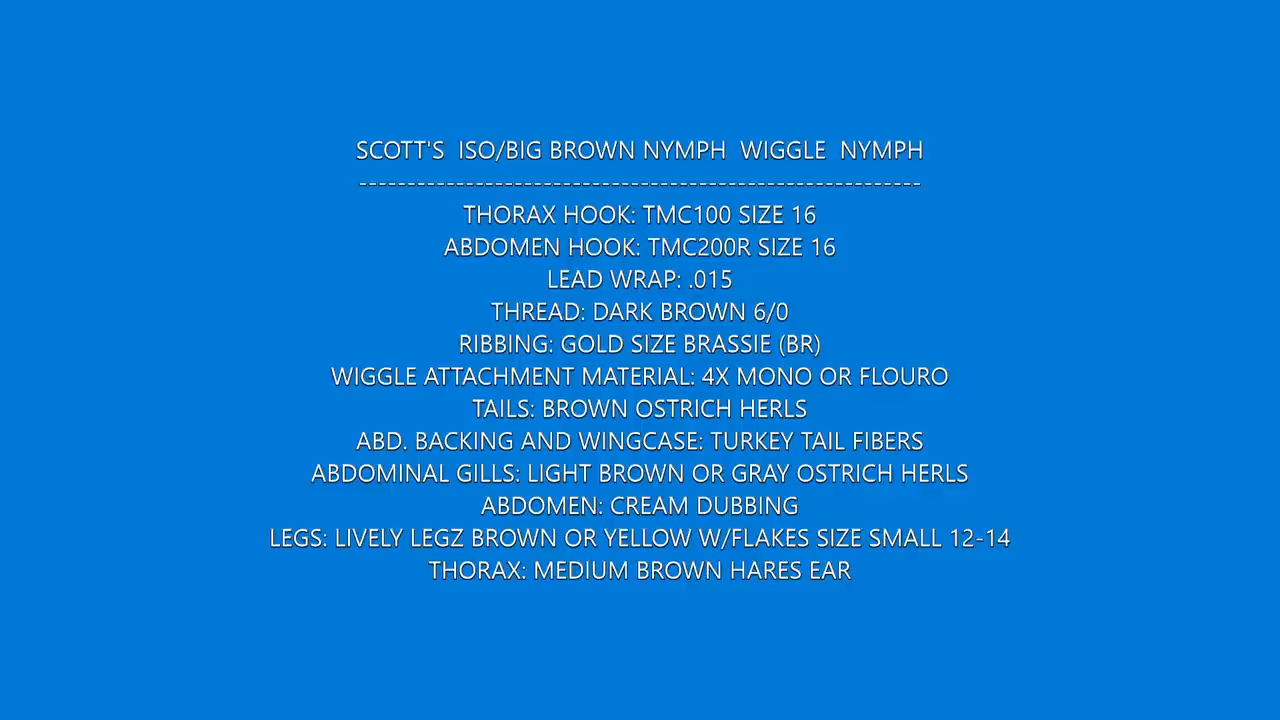 SCOTT'S  ISO/BIG BROWN NYMPH  WIGGLE  NYMPH
----------------------------------------------------------
THORAX HOOK: TMC100 SIZE 16
ABDOMEN HOOK: TMC200R SIZE 16
LEAD WRAP: .015
THREAD: DARK BROWN 6/0
RIBBING: GOLD SIZE BRASSIE (BR)
WIGGLE ATTACHMENT MATERIAL: 4X MONO OR FLOURO
TAILS: BROWN OSTRICH HERLS
ABD. BACKING AND WINGCASE: TURKEY TAIL FIBERS
ABDOMINAL GILLS: LIGHT BROWN OR GRAY OSTRICH HERLS
ABDOMEN: CREAM DUBBING
LEGS: LIVELY LEGZ BROWN OR YELLOW W/FLAKES SIZE SMALL 12-14
THORAX: MEDIUM BROWN HARES EAR